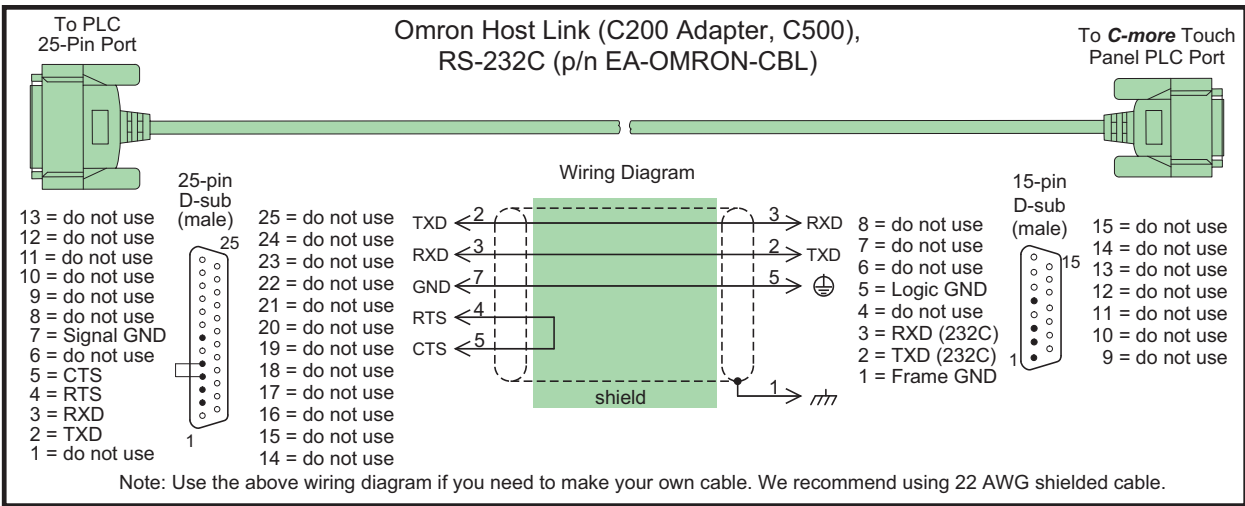 To PLC
25-Pin Port
Omron Host Link (C200 Adapter, C500),
RS-232C (p/n EA-OMRON-CBL)
To C-more Touch
Panel PLC Port
Wiring Diagram
25-pin
D-sub
(male)
13 = do not use
12 = do not use
11 = do not use
10 = do not use
9 = do not use
8 = do not use
7 = Signal GND
6 = do not use
5 = CTS
4 = RTS
3 = RXD
2 = TXD
1 = do not use
25
1
25 = do not use
24 = do not use
23 = do not use
22 = do not use
21 = do not use
20 = do not use
19 = do not use
18 = do not use
17 = do not use
16 = do not use
15 = do not use
14 = do not use
TXD 2 3 RXD
RXD 3 2 TXD
GND 7 5
RTS 4
CTS 5
1
shield
8 = do not use
7 = do not use
6 = do not use
5 = Logic GND
4 = do not use
3 = RXD (232C)
2 = TXD (232C)
1 = Frame GND
15-pin
D-sub
(male)
15
1
15 = do not use
14 = do not use
13 = do not use
12 = do not use
11 = do not use
10 = do not use
9 = do not use
Note: Use the above wiring diagram if you need to make your own cable. We recommend using 22 AWG shielded cable.